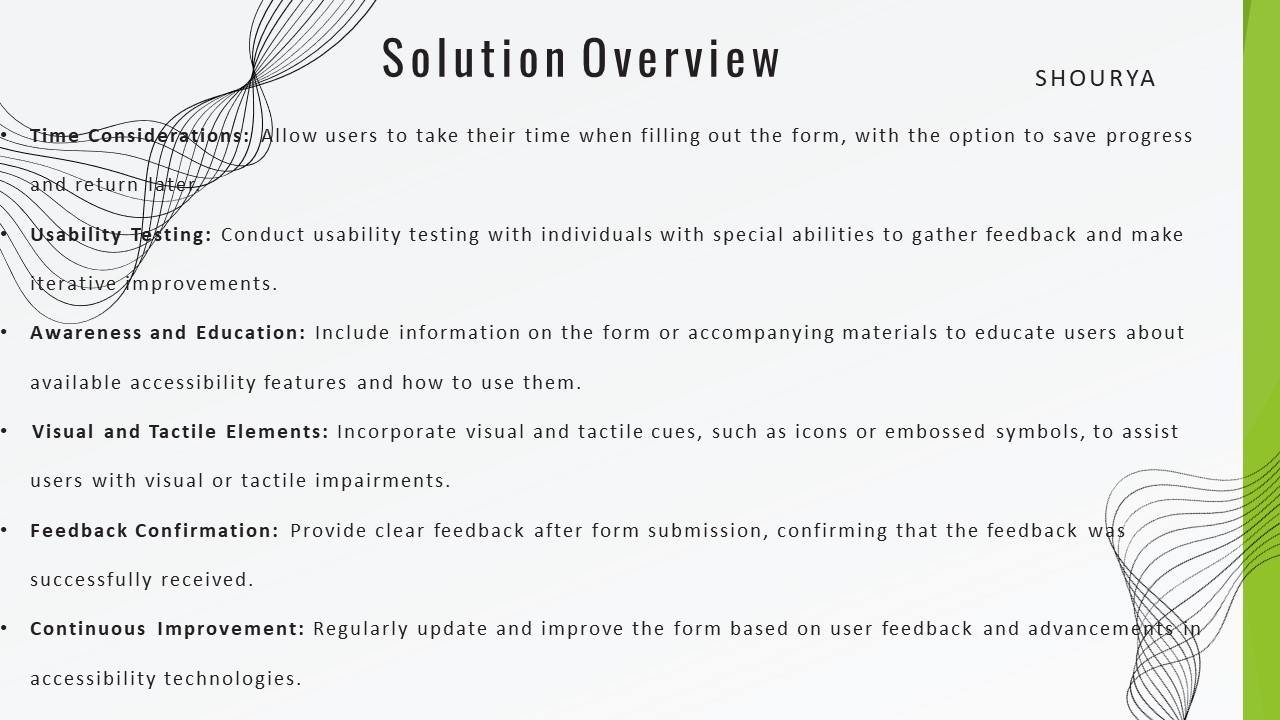 Solution Overview
SHOURYA
• Time Considerations: Allow users to take their time when filling out the form, with the option to save progress
and return later.
• Usability Testing: Conduct usability testing with individuals with special abilities to gather feedback and make
iterative improvements.
• Awareness and Education: Include information on the form or accompanying materials to educate users about
available accessibility features and how to use them.
• Visual and Tactile Elements: Incorporate visual and tactile cues, such as icons or embossed symbols, to assist
users with visual or tactile impairments.
• Feedback Confirmation: Provide clear feedback after form submission, confirming that the feedback was
successfully received.
• Continuous Improvement: Regularly update and improve the form based on user feedback and advancements in
accessibility technologies.